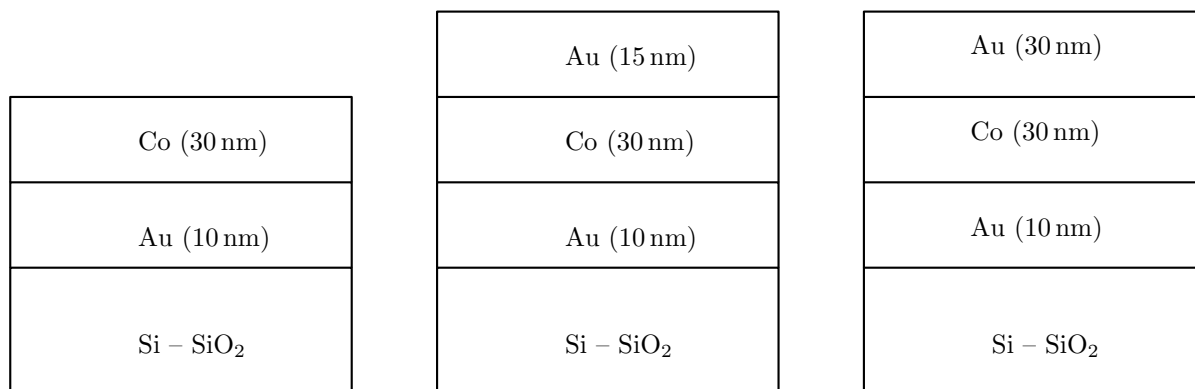 Co (30 nm)
Au (10 nm)
Si – SiO₂
Au (15 nm)
Co (30 nm)
Au (10 nm)
Si – SiO₂
Au (30 nm)
Co (30 nm)
Au (10 nm)
Si – SiO₂